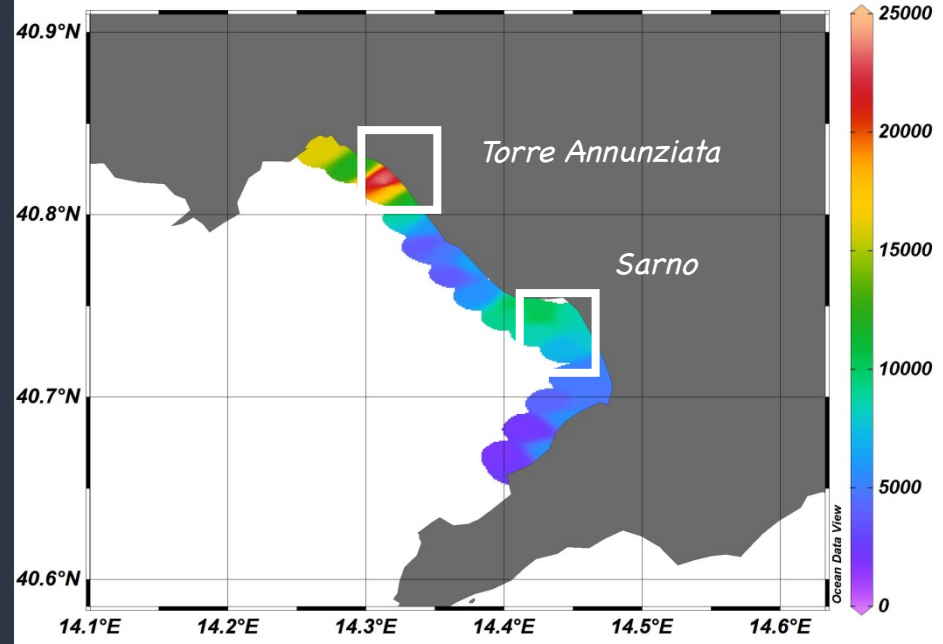 40.9°N
40.8°N
40.7°N
40.6°N
14.1°E 14.2°E 14.3°E 14.4°E 14.5°E 14.6°E
Torre Annunziata
Sarno
25000
20000
15000
10000
5000
0
Ocean Data View